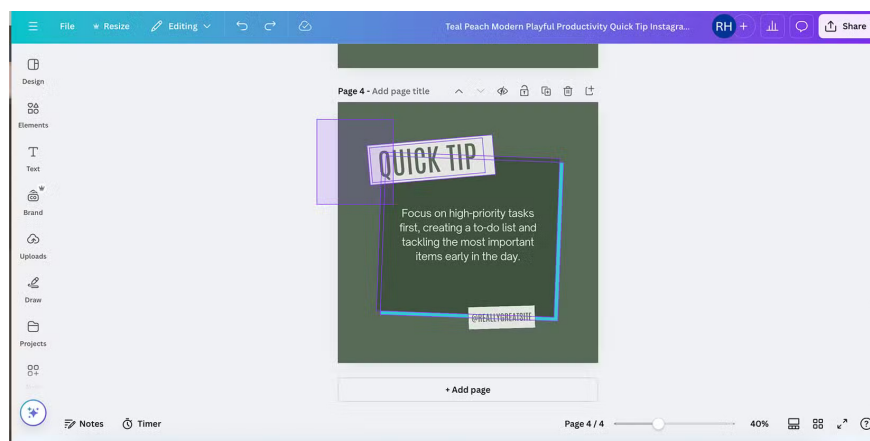 File Resize Editing Teal Peach Modern Playful Productivity Quick Tip Instagra... RH + Share
Design
Elements
Text
Brand
Uploads
Draw
Projects
Page 4 - Add page title
QUICK TIP
Focus on high-priority tasks
first, creating a to-do list and
tackling the most important
items early in the day.
@REALLYGREATSITE
+ Add page
Notes Timer Page 4 / 4 40%